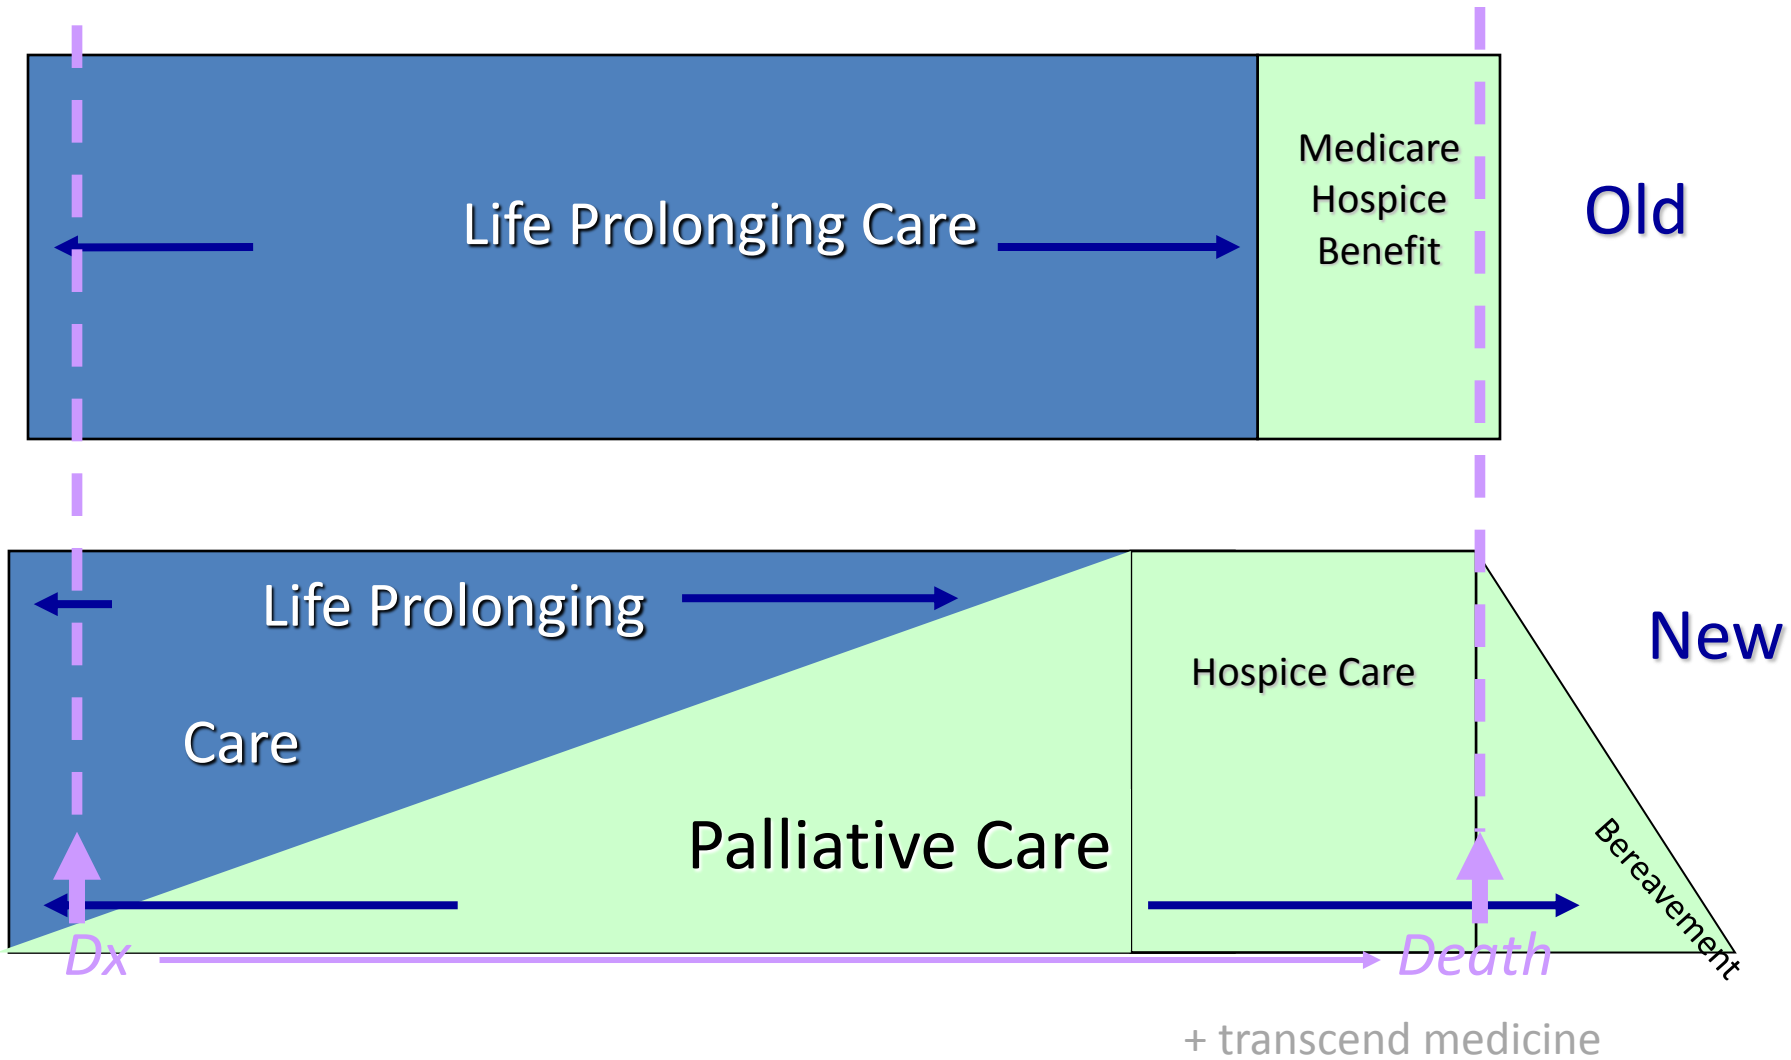 Medicare
Hospice
Benefit
Life Prolonging Care
Old
Life Prolonging
Care
Hospice Care
New
Palliative Care
Bereavement
Dx
Death
+ transcend medicine